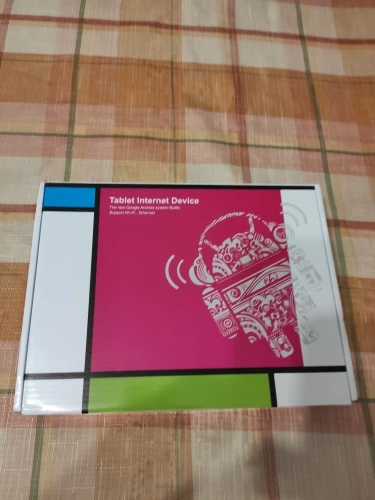 Tablet Internet Device
The new Google Android system Builtin
Support Wi-Fi、Ethernet